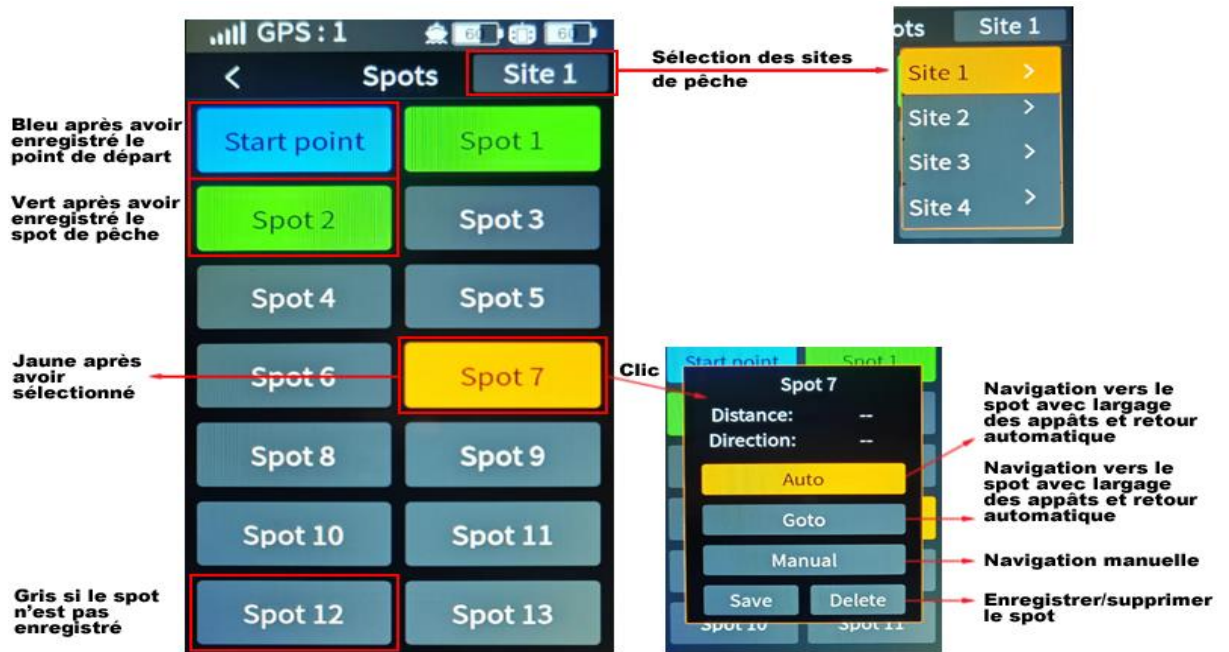 GPS : 1
60
60
Spots
Site 1
Start point
Spot 1
Spot 2
Spot 3
Spot 4
Spot 5
Spot 6
Spot 7
Spot 8
Spot 9
Spot 10
Spot 11
Spot 12
Spot 13
Bleu après avoir
enregistré le
point de départ
Vert après avoir
enregistré le
spot de pêche
Jaune après
avoir
sélectionné
Gris si le spot
n'est pas
enregistré
Sélection des sites
de pêche
ots
Site 1
Site 1
Site 2
Site 3
Site 4
Clic
Start point
Spot 1
Spot 7
Distance: --
Direction: --
Auto
Goto
Manual
Save
Delete
Spot 10
Spot 11
Navigation vers le
spot avec largage
des appâts et retour
automatique
Navigation vers le
spot avec largage
des appâts et retour
automatique
Navigation manuelle
Enregistrer/supprimer
le spot